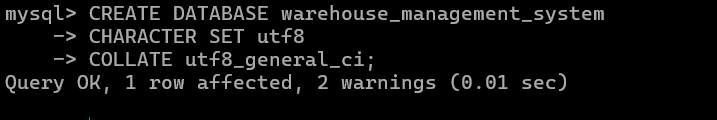 mysql> CREATE DATABASE warehouse_management_system
    -> CHARACTER SET utf8
    -> COLLATE utf8_general_ci;
Query OK, 1 row affected, 2 warnings (0.01 sec)